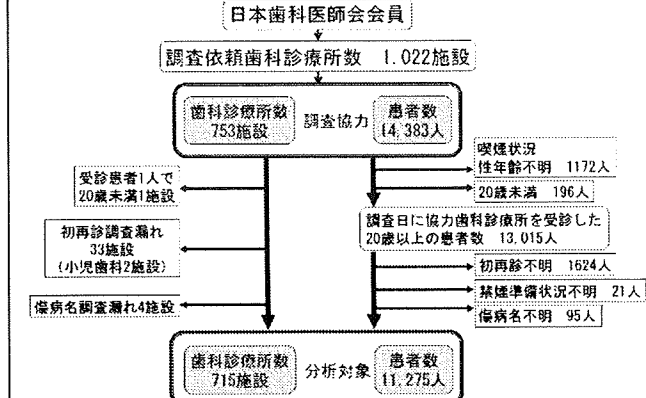 日本歯科医師会会員
調査依頼歯科診療所数 1,022施設
歯科診療所数
753施設
調査協力
患者数
14,383人
受診患者1人で
20歳未満1施設
初再診調査漏れ
33施設
(小児歯科2施設)
傷病名調査漏れ4施設
喫煙状況
性年齢不明 1172人
20歳未満 196人
調査日に協力歯科診療所を受診した
20歳以上の患者数 13,015人
初再診不明 1624人
禁煙準備状況不明 21人
傷病名不明 95人
歯科診療所数
715施設
分析対象
患者数
11,275人